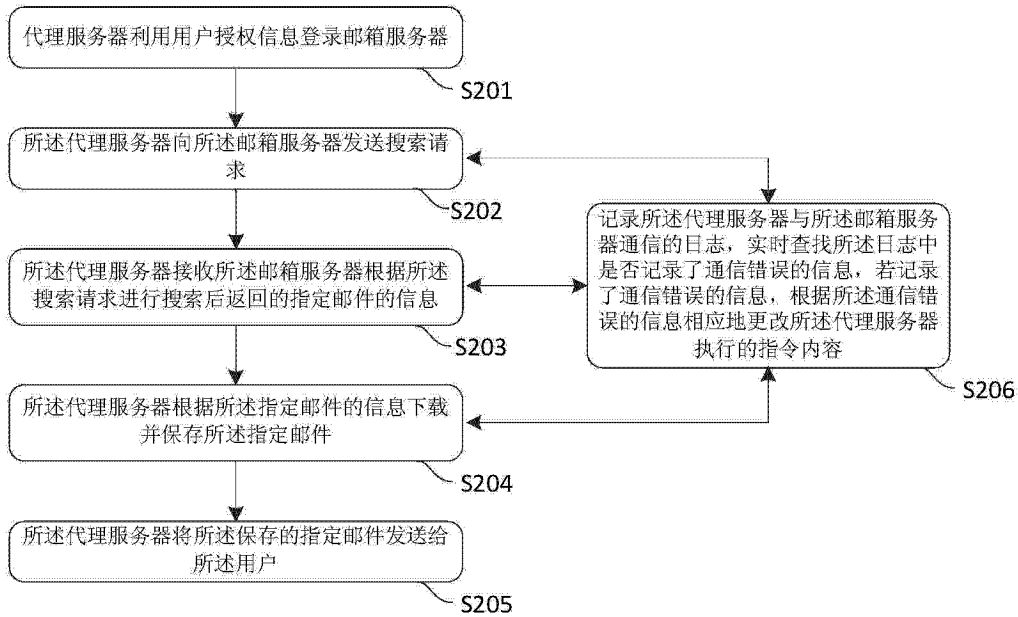 代理服务器利用用户授权信息登录邮箱服务器
S201
所述代理服务器向所述邮箱服务器发送搜索请
求
S202
所述代理服务器接收所述邮箱服务器根据所述
搜索请求进行搜索后返回的指定邮件的信息
S203
记录所述代理服务器与所述邮箱服务
器通信的日志，实时查找所述日志中
是否记录了通信错误的信息，若记录
了通信错误的信息，根据所述通信错
误的信息相应地更改所述代理服务器
执行的指令内容
S206
所述代理服务器根据所述指定邮件的信息下载
并保存所述指定邮件
S204
所述代理服务器将所述保存的指定邮件发送给
所述用户
S205